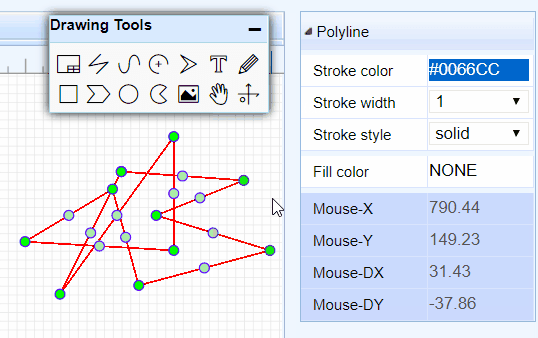 Drawing Tools
T
Polyline
Stroke color #0066CC
Stroke width 1
Stroke style solid
Fill color NONE
Mouse-X 790.44
Mouse-Y 149.23
Mouse-DX 31.43
Mouse-DY -37.86